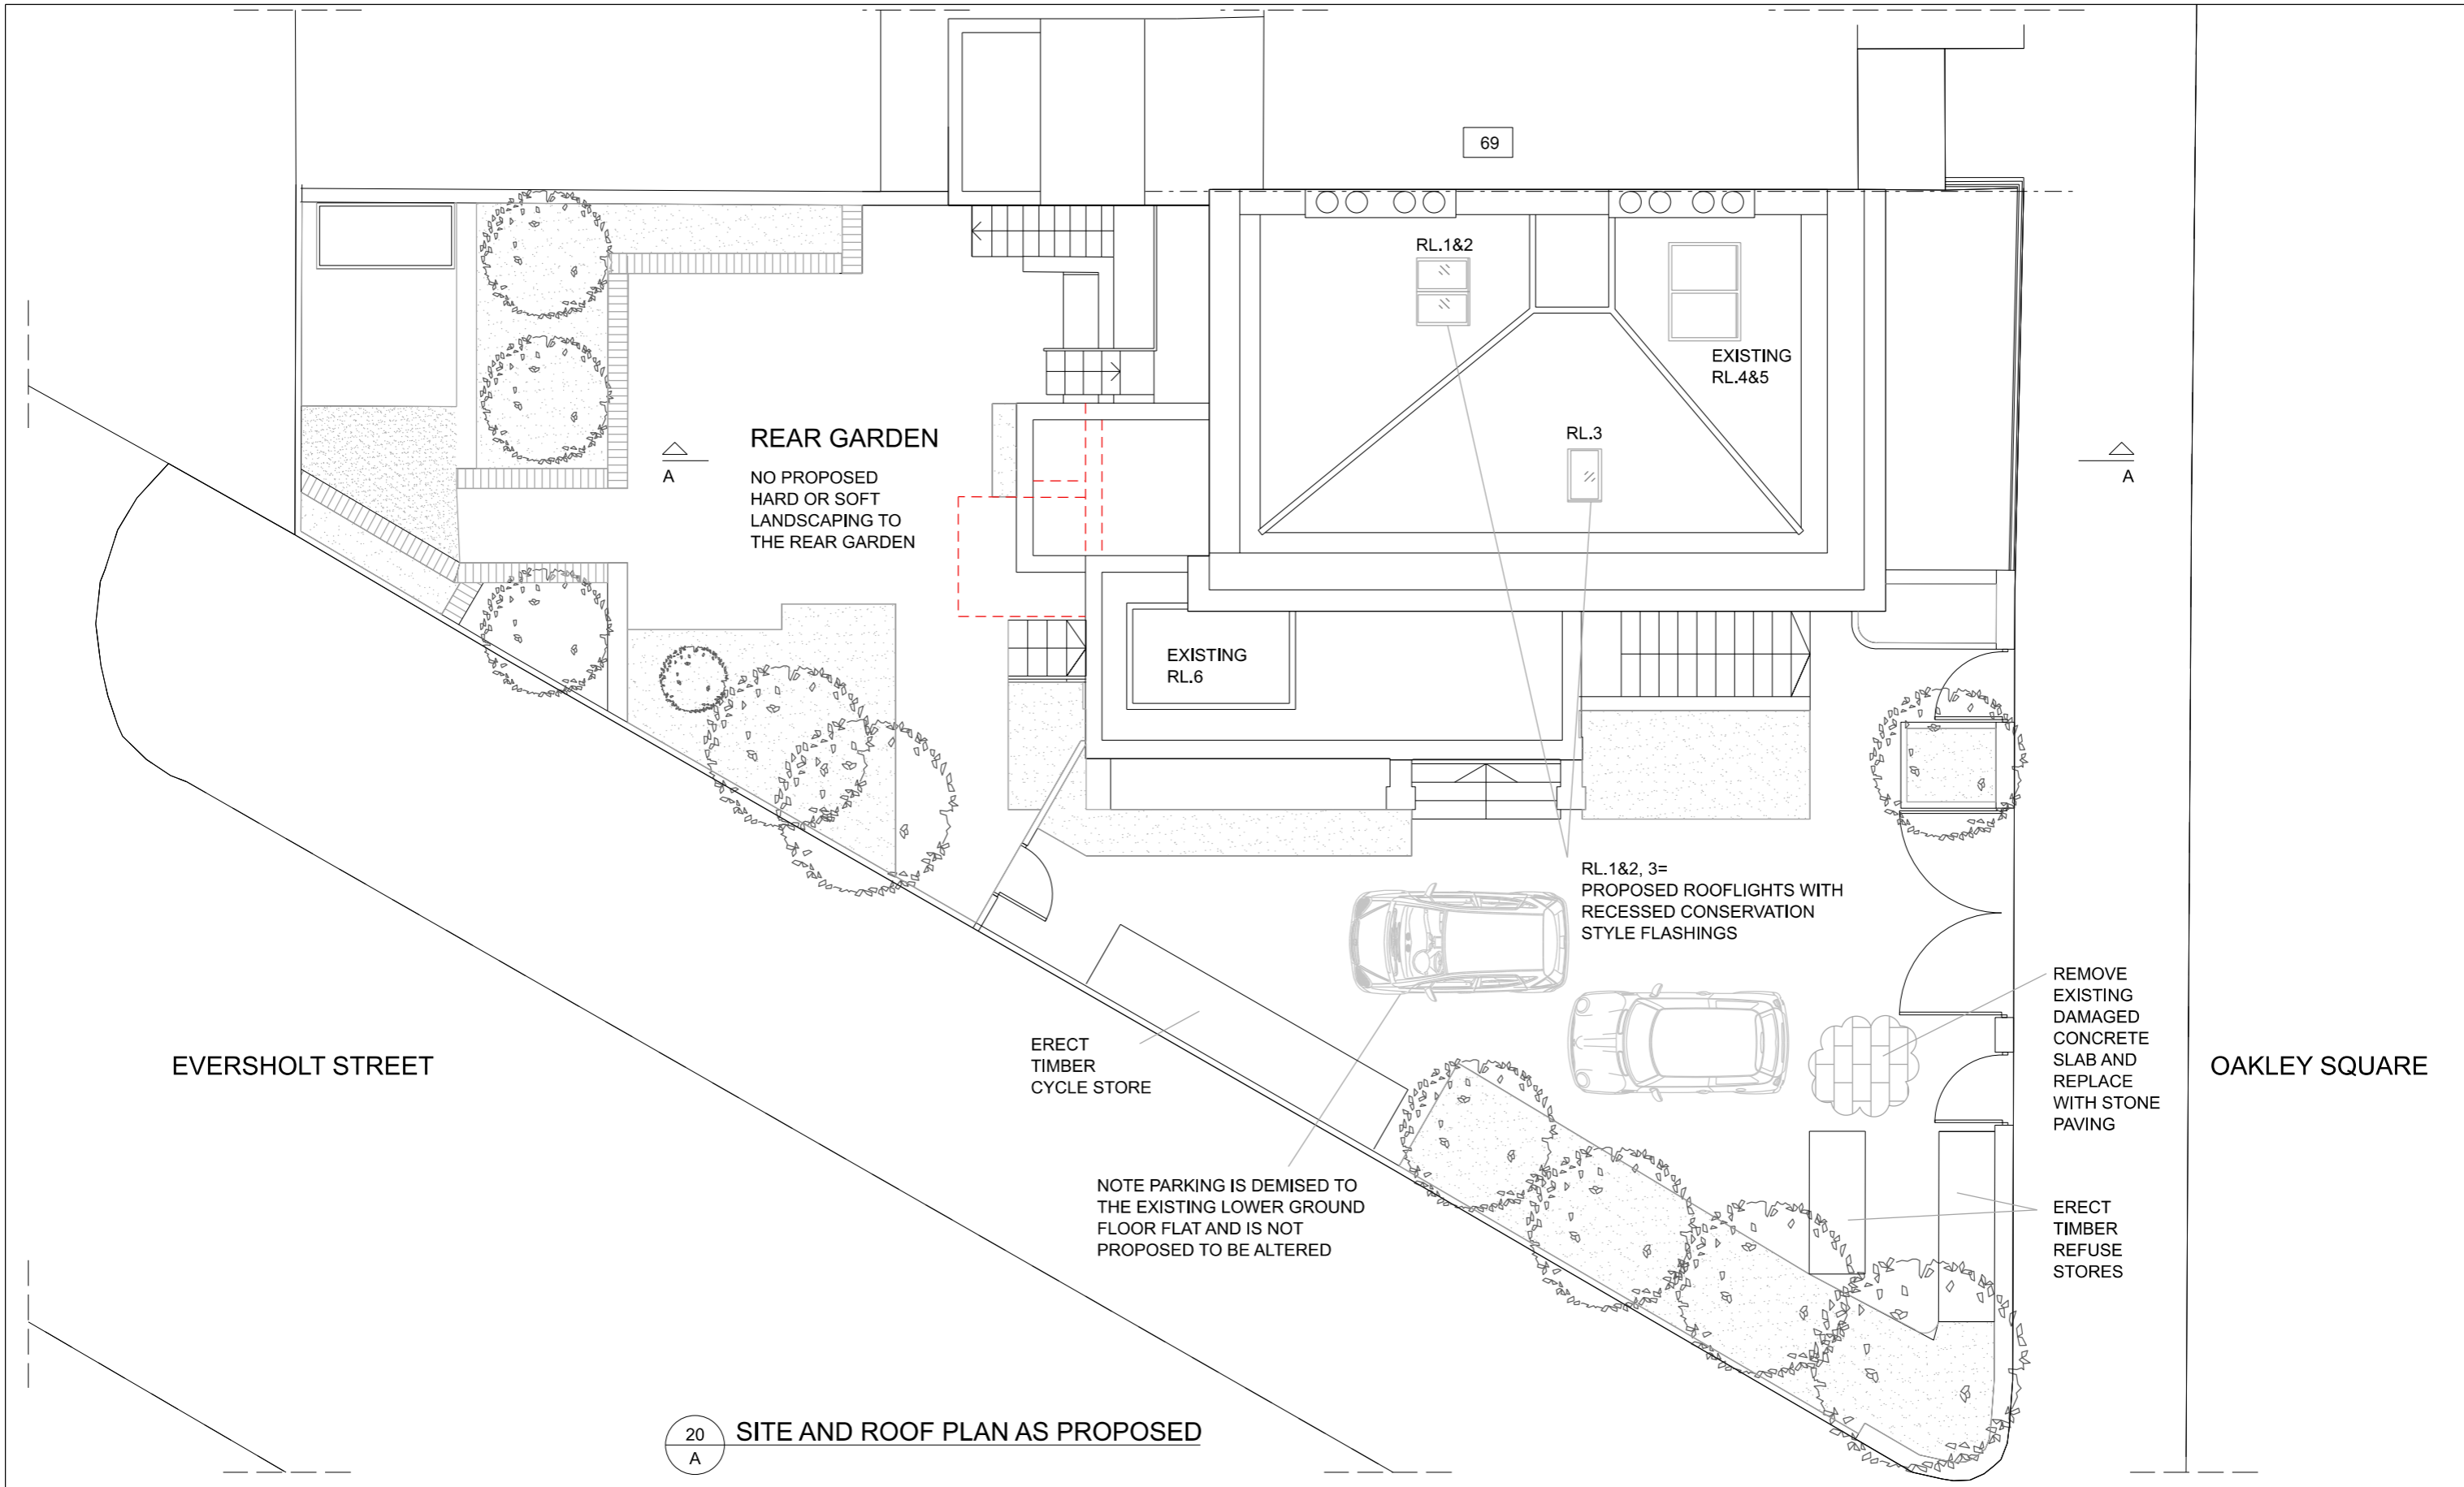 69
RL.1&2
EXISTING
RL.4&5
RL.3
REAR GARDEN
NO PROPOSED
HARD OR SOFT
LANDSCAPING TO
THE REAR GARDEN
A
A
EXISTING
RL.6
RL.1&2, 3=
PROPOSED ROOFLIGHTS WITH
RECESSED CONSERVATION
STYLE FLASHINGS
REMOVE
EXISTING
DAMAGED
CONCRETE
SLAB AND
REPLACE
WITH STONE
PAVING
EVERSHOLT STREET
ERECT
TIMBER
CYCLE STORE
OAKLEY SQUARE
NOTE PARKING IS DEMISED TO
THE EXISTING LOWER GROUND
FLOOR FLAT AND IS NOT
PROPOSED TO BE ALTERED
ERECT
TIMBER
REFUSE
STORES
20
A
SITE AND ROOF PLAN AS PROPOSED